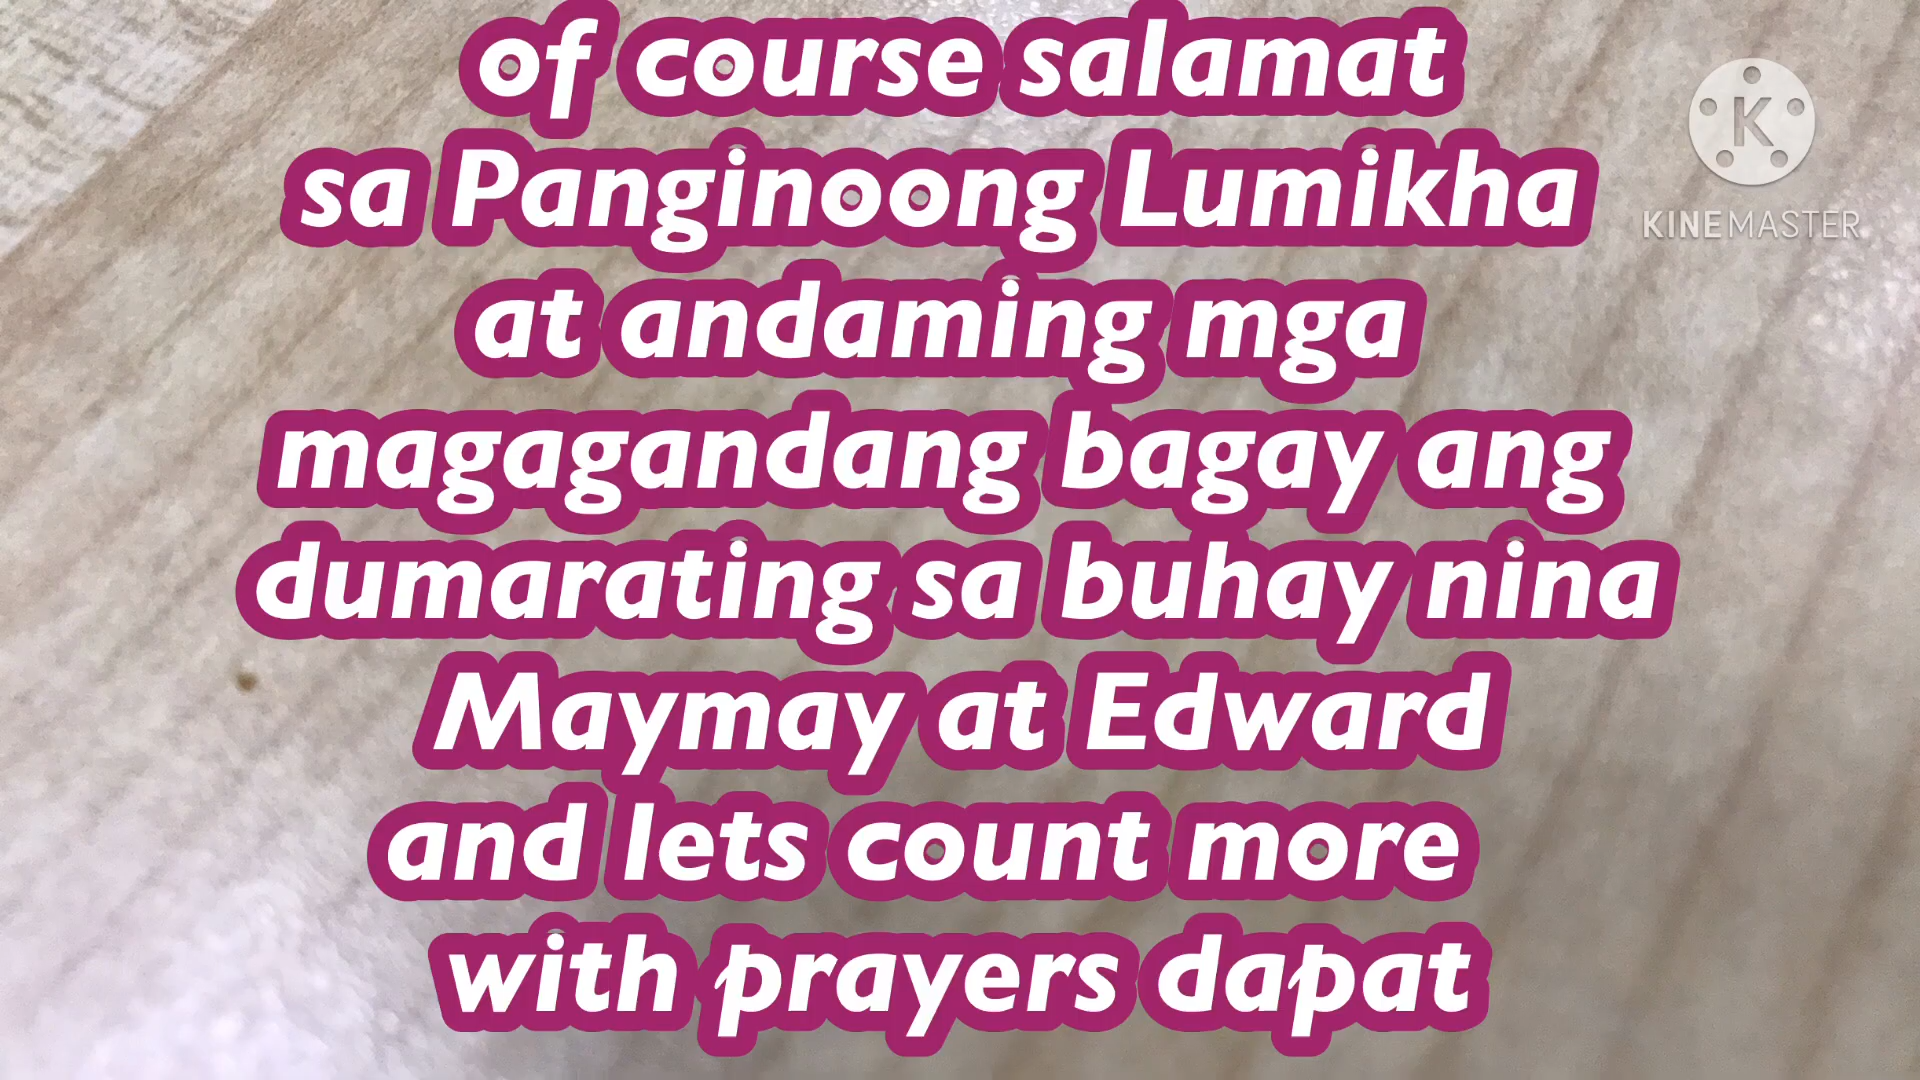 of course salamat
sa Panginoong Lumikha
at andaming mga
magagandang bagay ang
dumarating sa buhay nina
Maymay at Edward
and lets count more
with prayers dapat
K
KINEMASTER